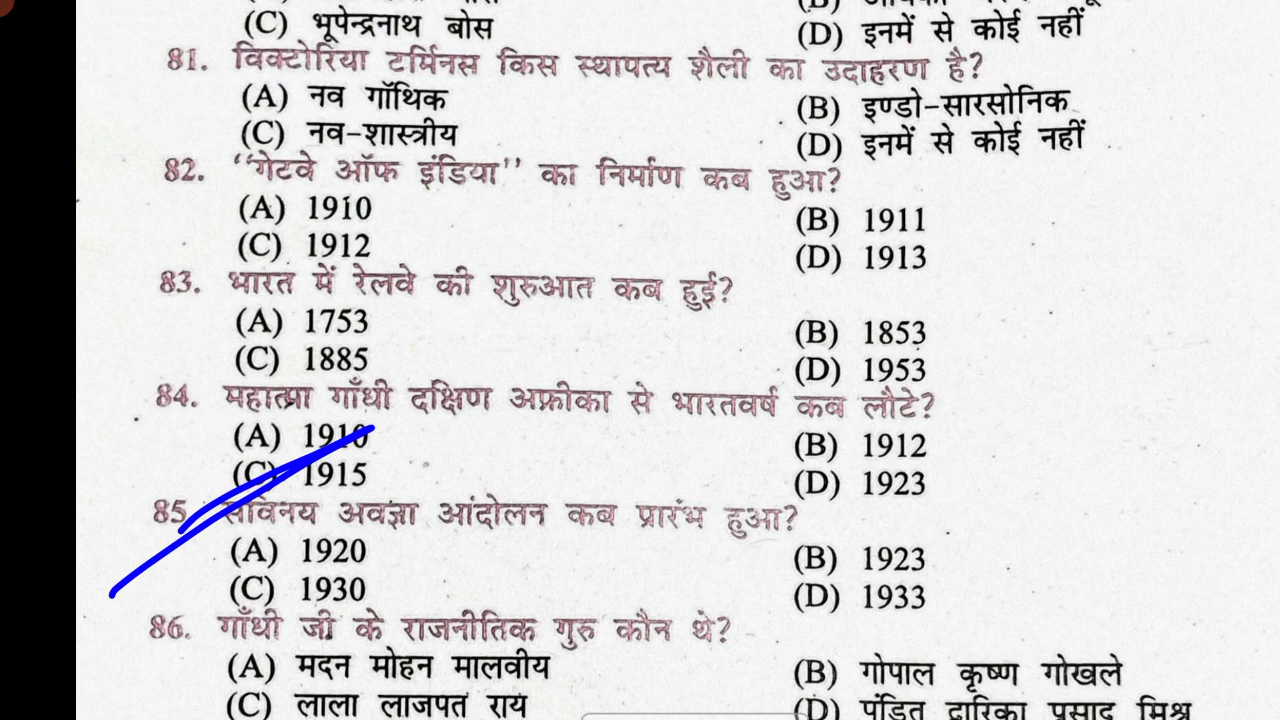 (C) भूपेन्द्रनाथ बोस (D) इनमें से कोई नहीं
81. विक्टोरिया टर्मिनस किस स्थापत्य शैली का उदाहरण है?
(A) नव गॉथिक (B) इण्डो-सारसोनिक
(C) नव-शास्त्रीय (D) इनमें से कोई नहीं
82. “गेटवे ऑफ इंडिया” का निर्माण कब हुआ?
(A) 1910 (B) 1911
(C) 1912 (D) 1913
83. भारत में रेलवे की शुरुआत कब हुई?
(A) 1753 (B) 1853
(C) 1885 (D) 1953
84. महात्मा गाँधी दक्षिण अफ्रीका से भारतवर्ष कब लौटे?
(A) 1910 (B) 1912
(C) 1915 (D) 1923
85. सविनय अवज्ञा आंदोलन कब प्रारंभ हुआ?
(A) 1920 (B) 1923
(C) 1930 (D) 1933
86. गाँधी जी के राजनीतिक गुरु कौन थे?
(A) मदन मोहन मालवीय (B) गोपाल कृष्ण गोखले
(C) लाला लाजपत राय (D) पंडित द्वारिका प्रसाद मिश्र